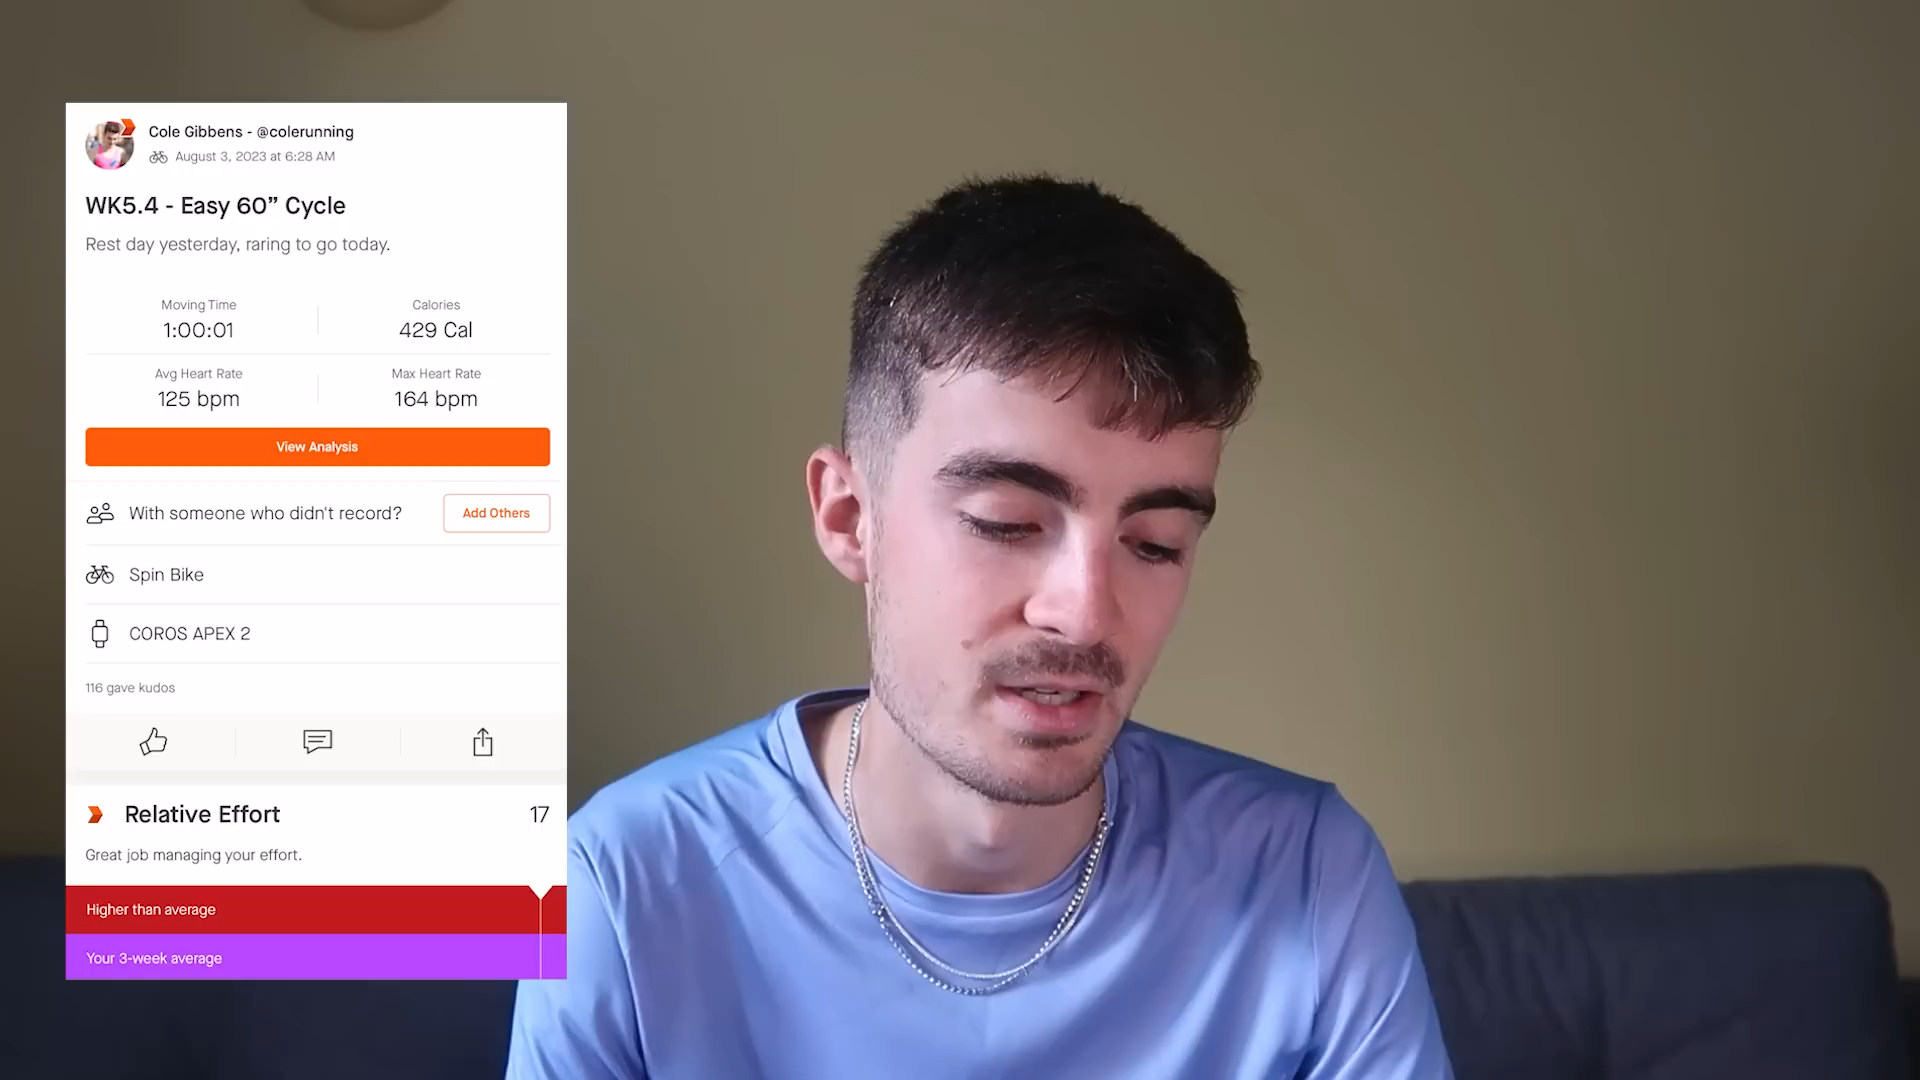 Cole Gibbens - @colerunning
August 3, 2023 at 6:28 AM
WK5.4 - Easy 60” Cycle
Rest day yesterday, raring to go today.
Moving Time
1:00:01
Calories
429 Cal
Avg Heart Rate
125 bpm
Max Heart Rate
164 bpm
View Analysis
With someone who didn't record?
Add Others
Spin Bike
COROS APEX 2
116 gave kudos
Relative Effort
17
Great job managing your effort.
Higher than average
Your 3-week average